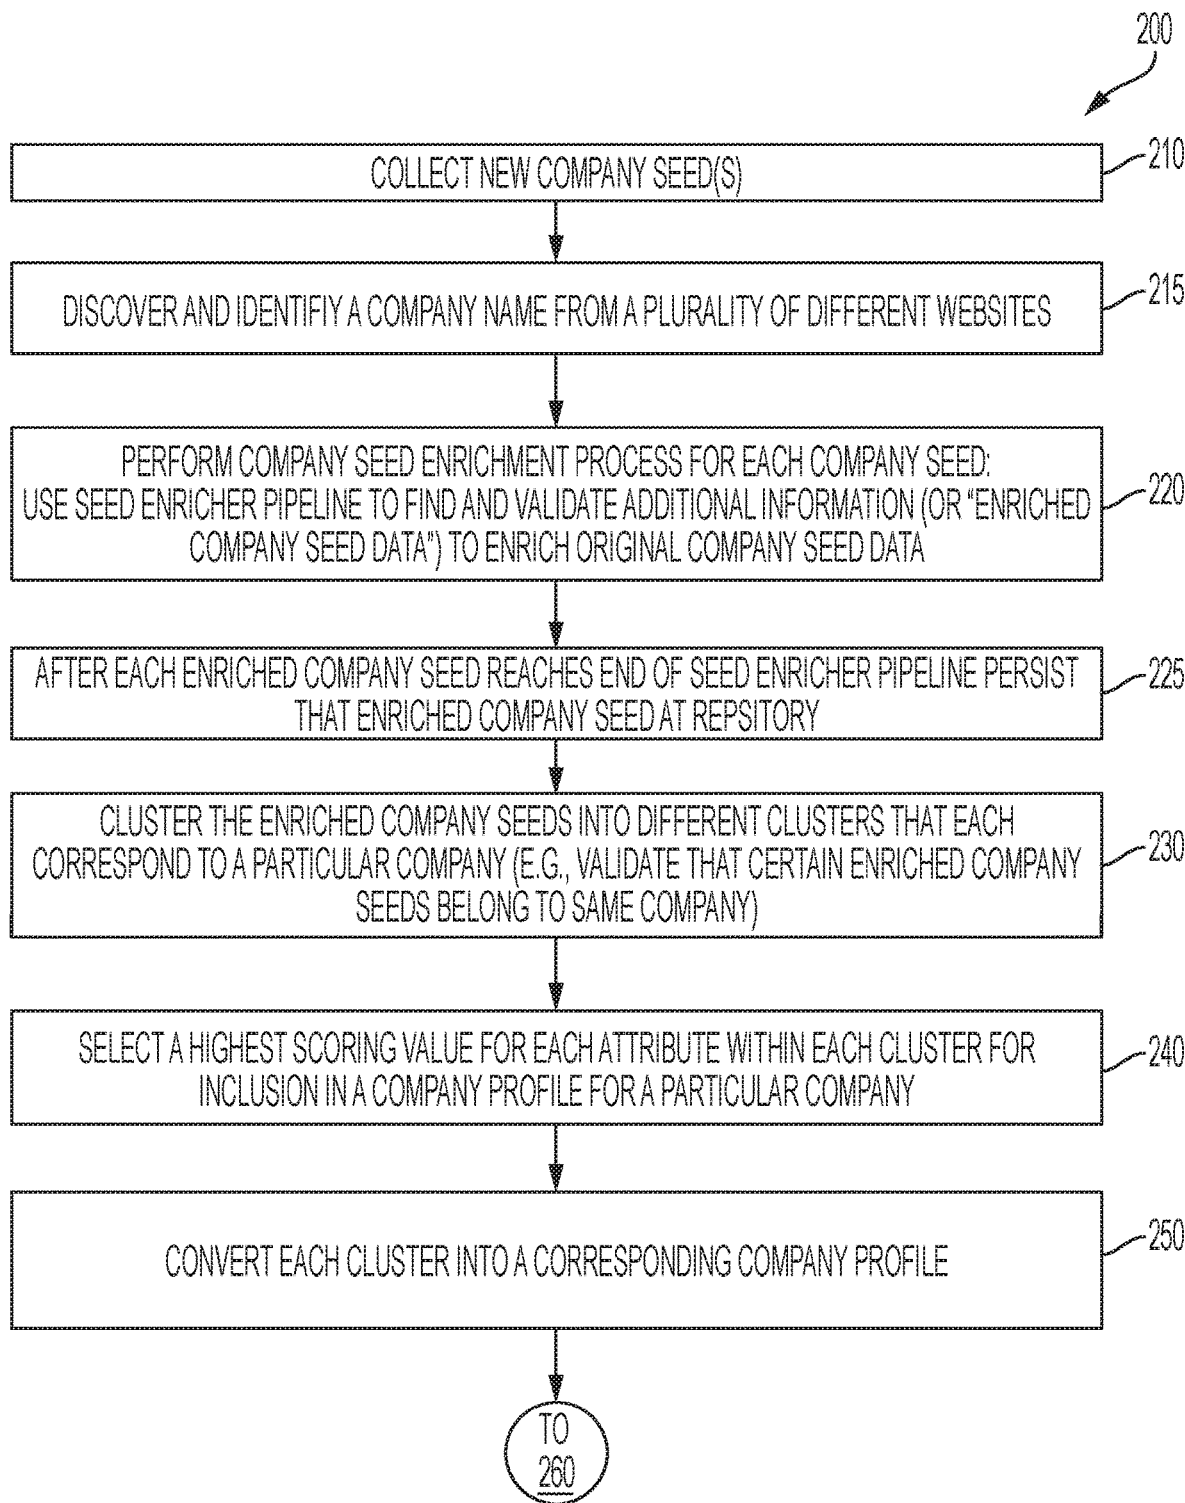 200
COLLECT NEW COMPANY SEED(S)
210
DISCOVER AND IDENTIFIY A COMPANY NAME FROM A PLURALITY OF DIFFERENT WEBSITES
215
PERFORM COMPANY SEED ENRICHMENT PROCESS FOR EACH COMPANY SEED:
USE SEED ENRICHER PIPELINE TO FIND AND VALIDATE ADDITIONAL INFORMATION (OR “ENRICHED
COMPANY SEED DATA”) TO ENRICH ORIGINAL COMPANY SEED DATA
220
AFTER EACH ENRICHED COMPANY SEED REACHES END OF SEED ENRICHER PIPELINE PERSIST
THAT ENRICHED COMPANY SEED AT REPSITORY
225
CLUSTER THE ENRICHED COMPANY SEEDS INTO DIFFERENT CLUSTERS THAT EACH
CORRESPOND TO A PARTICULAR COMPANY (E.G., VALIDATE THAT CERTAIN ENRICHED COMPANY
SEEDS BELONG TO SAME COMPANY)
230
SELECT A HIGHEST SCORING VALUE FOR EACH ATTRIBUTE WITHIN EACH CLUSTER FOR
INCLUSION IN A COMPANY PROFILE FOR A PARTICULAR COMPANY
240
CONVERT EACH CLUSTER INTO A CORRESPONDING COMPANY PROFILE
250
TO
260